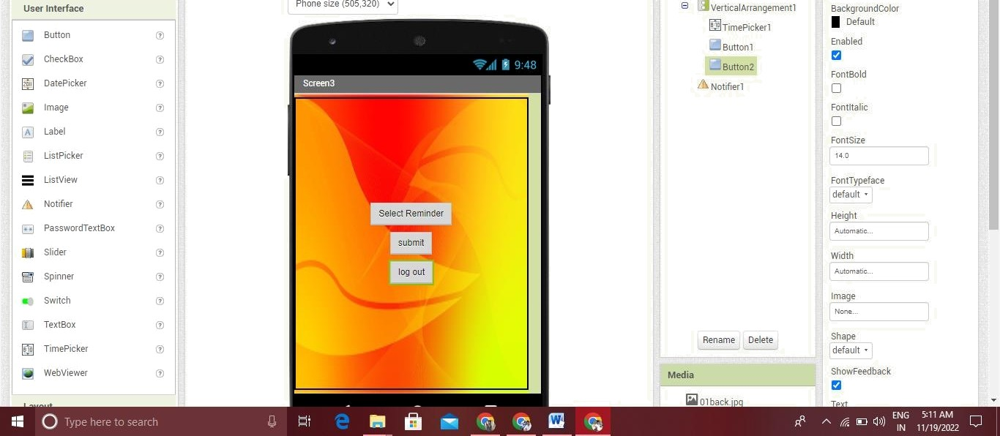 User Interface
Button
CheckBox
DatePicker
Image
Label
ListPicker
ListView
Notifier
PasswordTextBox
Slider
Spinner
Switch
TextBox
TimePicker
WebViewer
Layout
Phone size (505,320)
9:48
Screen3
Select Reminder
submit
log out
VerticalArrangement1
TimePicker1
Button1
Button2
Notifier1
Rename Delete
Media
01back.jpg
BackgroundColor
Default
Enabled
FontBold
FontItalic
FontSize
14.0
FontTypeface
default
Height
Automatic...
Width
Automatic...
Image
None...
Shape
default
ShowFeedback
Text
Type here to search
ENG
IN
5:11 AM
11/19/2022